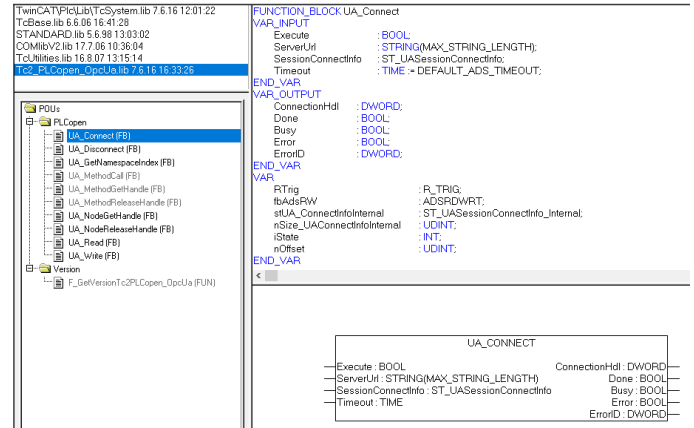 TwinCAT\Plc\Lib\TcSystem.lib 7.6.16 12:01:22
TcBase.lib 6.6.06 16:41:28
STANDARD.lib 5.6.98 13:03:02
COMlibV2.lib 17.7.06 10:36:04
TcUtilities.lib 16.8.07 13:15:14
Tc2_PLCopen_OpcUa.lib 7.6.16 16:33:26
POUs
PLCopen
UA_Connect (FB)
UA_Disconnect (FB)
UA_GetNamespaceIndex (FB)
UA_MethodCall (FB)
UA_MethodGetHandle (FB)
UA_MethodReleaseHandle (FB)
UA_NodeGetHandle (FB)
UA_NodeReleaseHandle (FB)
UA_Read (FB)
UA_Write (FB)
Version
F_GetVersionTc2PLCopen_OpcUa (FUN)
FUNCTION_BLOCK UA_Connect
VAR_INPUT
Execute : BOOL;
ServerUrl : STRING(MAX_STRING_LENGTH);
SessionConnectInfo : ST_UASessionConnectInfo;
Timeout : TIME := DEFAULT_ADS_TIMEOUT;
END_VAR
VAR_OUTPUT
ConnectionHdl : DWORD;
Done : BOOL;
Busy : BOOL;
Error : BOOL;
ErrorID : DWORD;
END_VAR
VAR
RTrig : R_TRIG;
fbAdsRW : ADSRDWRT;
stUA_ConnectInfoInternal : ST_UASessionConnectInfo_Internal;
nSize_UAConnectInfoInternal : UDINT;
iState : INT;
nOffset : UDINT;
END_VAR
UA_CONNECT
Execute : BOOL ConnectionHdl : DWORD
ServerUrl : STRING(MAX_STRING_LENGTH) Done : BOOL
SessionConnectInfo : ST_UASessionConnectInfo Busy : BOOL
Timeout : TIME Error : BOOL
ErrorID : DWORD